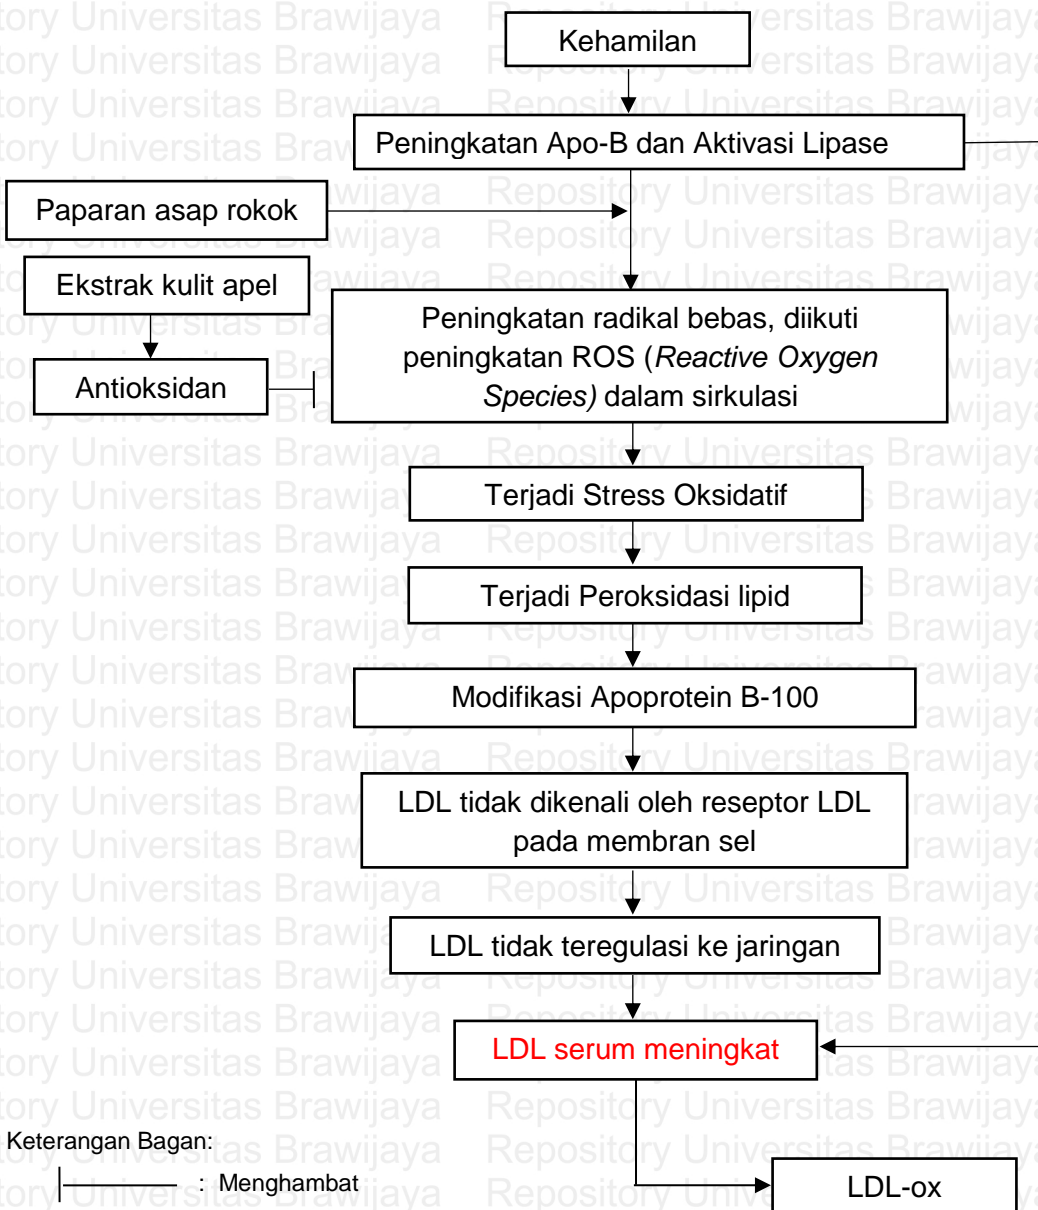 Kehamilan
Peningkatan Apo-B dan Aktivasi Lipase
Paparan asap rokok
Ekstrak kulit apel
Antioksidan
Peningkatan radikal bebas, diikuti
peningkatan ROS (Reactive Oxygen
Species) dalam sirkulasi
Terjadi Stress Oksidatif
Terjadi Peroksidasi lipid
Modifikasi Apoprotein B-100
LDL tidak dikenali oleh reseptor LDL
pada membran sel
LDL tidak teregulasi ke jaringan
LDL serum meningkat
LDL-ox
Keterangan Bagan:
: Menghambat